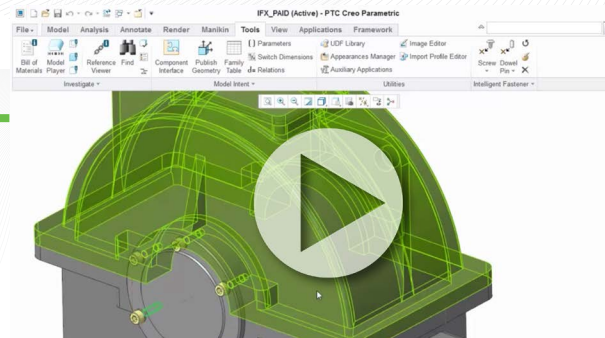 IFX_PAID (Active) - PTC Creo Parametric
File Model Analysis Annotate Render Manikin Tools View Applications Framework
Bill of Materials
Model Player
Reference Viewer
Find
Component Interface
Publish Geometry
Family Table
[] Parameters
Switch Dimensions
d= Relations
UDF Library
Appearances Manager
Auxiliary Applications
Image Editor
Import Profile Editor
Screw
Dowel Pin
Investigate
Model Intent
Utilities
Intelligent Fastener